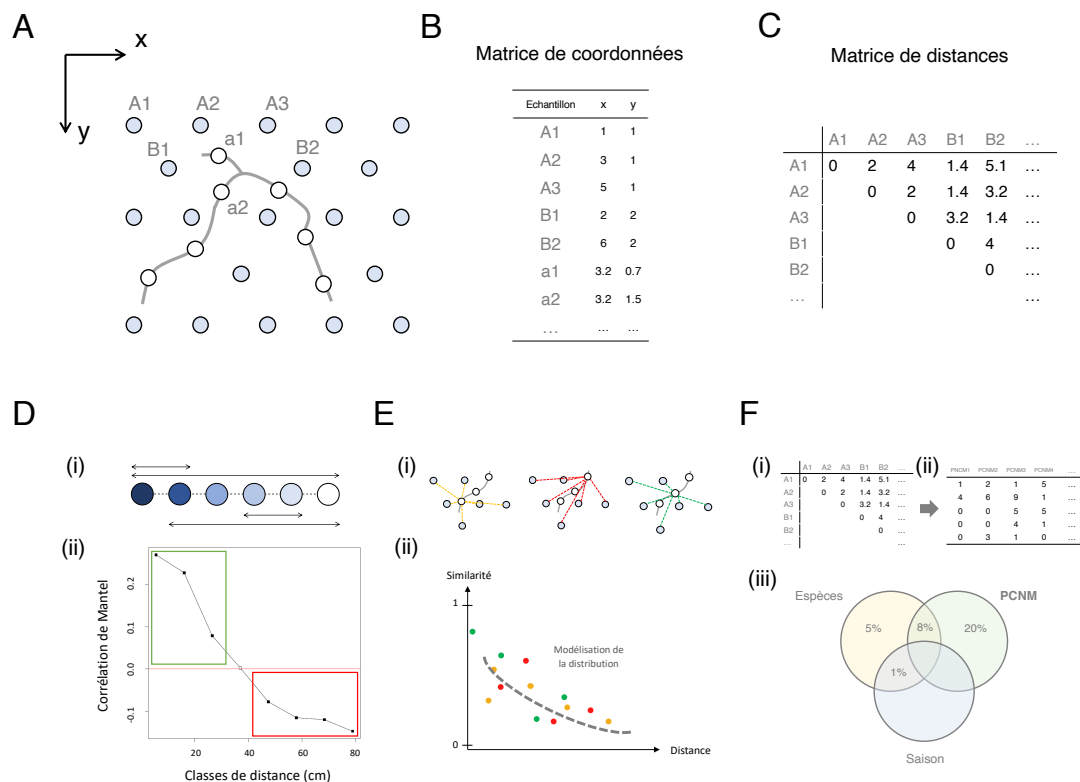 A
x
y
A1 A2 A3
a1
B1 B2
a2
B
Matrice de coordonnées
Echantillon x y
A1 1 1
A2 3 1
A3 5 1
B1 2 2
B2 6 2
a1 3.2 0.7
a2 3.2 1.5
... ... ...
C
Matrice de distances
A1 A2 A3 B1 B2 ...
A1 0 2 4 1.4 5.1 ...
A2 0 2 1.4 3.2 ...
A3 0 3.2 1.4 ...
B1 0 4 ...
B2 0 ...
... ...
D
(i)
(ii)
Corrélation de Mantel
0.2
0.1
0.0
-0.1
20 40 60 80
Classes de distance (cm)
E
(i)
(ii)
Similarité
1
Modélisation de
la distribution
0
Distance
F
(i)
A1 A2 A3 B1 B2 ...
A1 0 2 4 1.4 5.1 ...
A2 0 2 1.4 3.2 ...
A3 0 3.2 1.4 ...
B1 0 4 ...
B2 0 ...
... ...
(ii)
PNCM1 PCNM2 PCNM3 PCNM4 ...
1 2 1 5 ...
4 6 9 1 ...
0 0 5 5 ...
0 0 4 1 ...
0 3 1 0 ...
(iii)
Espèces PCNM
5% 8% 20%
1%
Saison